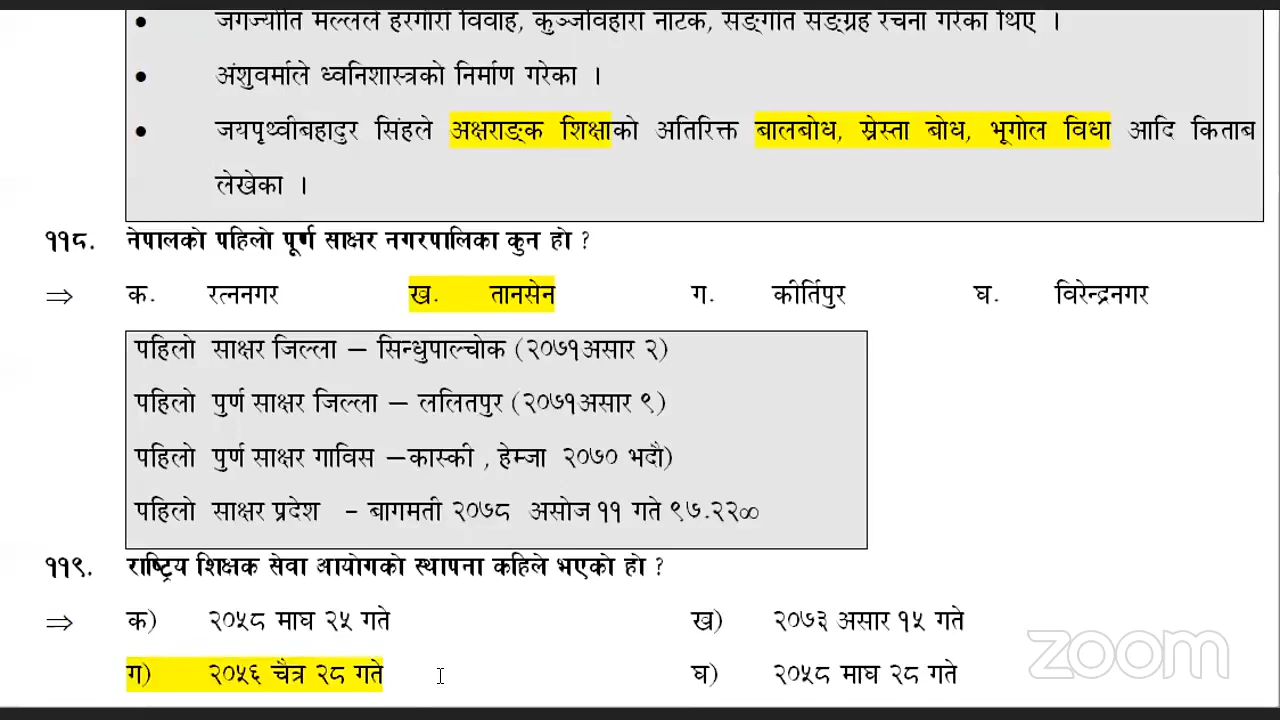 • जगज्योति मल्लले हरगौरी विवाह, कुञ्जविहारी नाटक, सङ्गीत सङ्ग्रह रचना गरेका थिए ।
• अंशुवर्माले ध्वनिशास्त्रको निर्माण गरेका ।
• जयपृथ्वीबहादुर सिंहले अक्षराङ्क शिक्षाको अतिरिक्त बालबोध, स्रेस्ता बोध, भूगोल विधा आदि किताब
लेखेका ।
११८. नेपालको पहिलो पूर्ण साक्षर नगरपालिका कुन हो ?
⇒ क. रत्ननगर ख. तानसेन ग. कीर्तिपुर घ. विरेन्द्रनगर
पहिलो साक्षर जिल्ला – सिन्धुपाल्चोक (२०७१असार २)
पहिलो पुर्ण साक्षर जिल्ला – ललितपुर (२०७१असार ९)
पहिलो पुर्ण साक्षर गाविस –कास्की , हेम्जा २०७० भदौ)
पहिलो साक्षर प्रदेश - बागमती २०७८ असोज ११ गते ९७.२२∞
११९. राष्ट्रिय शिक्षक सेवा आयोगको स्थापना कहिले भएको हो ?
⇒ क) २०५८ माघ २५ गते ख) २०७३ असार १५ गते
ग) २०५६ चैत्र २८ गते घ) २०५८ माघ २८ गते
zoom